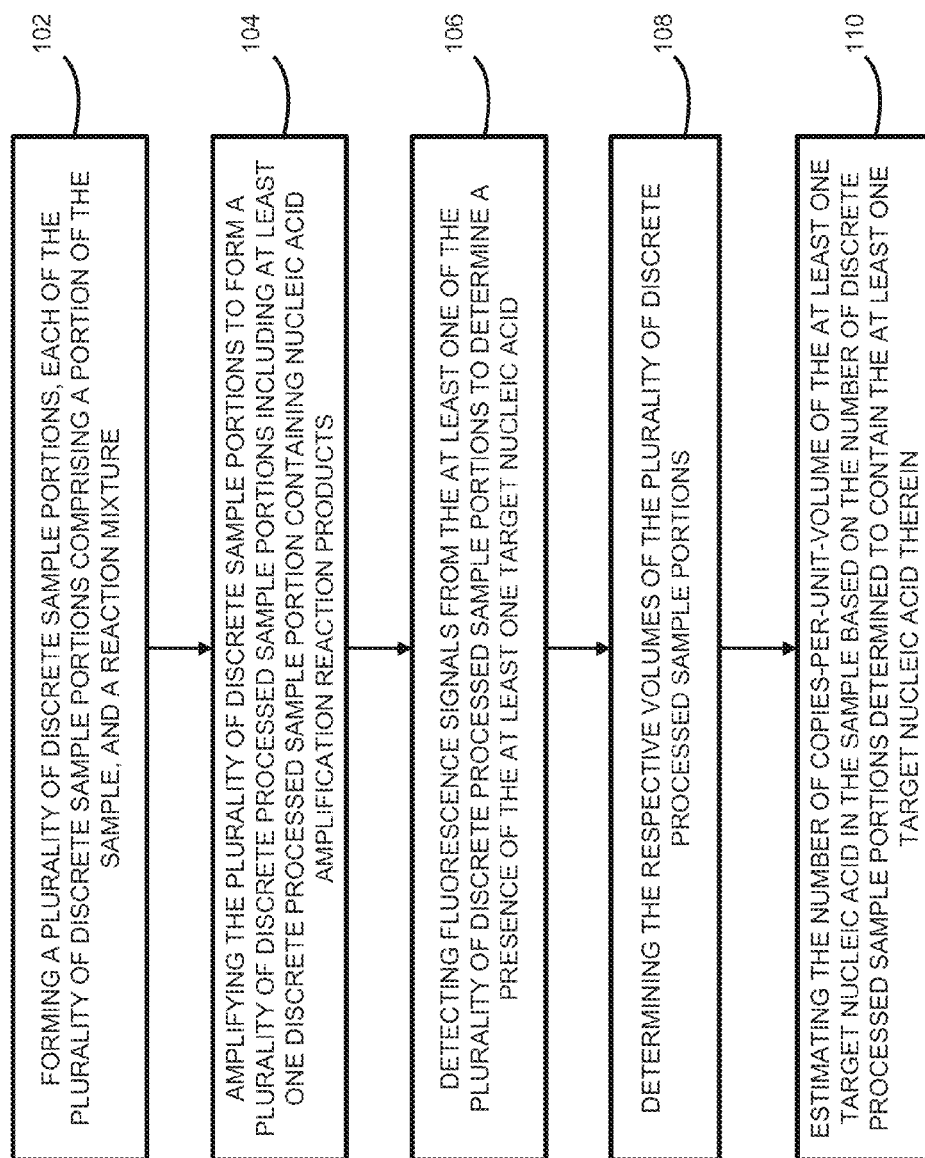 102
FORMING A PLURALITY OF DISCRETE SAMPLE PORTIONS, EACH OF THE
PLURALITY OF DISCRETE SAMPLE PORTIONS COMPRISING A PORTION OF THE
SAMPLE, AND A REACTION MIXTURE
104
AMPLIFYING THE PLURALITY OF DISCRETE SAMPLE PORTIONS TO FORM A
PLURALITY OF DISCRETE PROCESSED SAMPLE PORTIONS INCLUDING AT LEAST
ONE DISCRETE PROCESSED SAMPLE PORTION CONTAINING NUCLEIC ACID
AMPLIFICATION REACTION PRODUCTS
106
DETECTING FLUORESCENCE SIGNALS FROM THE AT LEAST ONE OF THE
PLURALITY OF DISCRETE PROCESSED SAMPLE PORTIONS TO DETERMINE A
PRESENCE OF THE AT LEAST ONE TARGET NUCLEIC ACID
108
DETERMINING THE RESPECTIVE VOLUMES OF THE PLURALITY OF DISCRETE
PROCESSED SAMPLE PORTIONS
110
ESTIMATING THE NUMBER OF COPIES-PER-UNIT-VOLUME OF THE AT LEAST ONE
TARGET NUCLEIC ACID IN THE SAMPLE BASED ON THE NUMBER OF DISCRETE
PROCESSED SAMPLE PORTIONS DETERMINED TO CONTAIN THE AT LEAST ONE
TARGET NUCLEIC ACID THEREIN